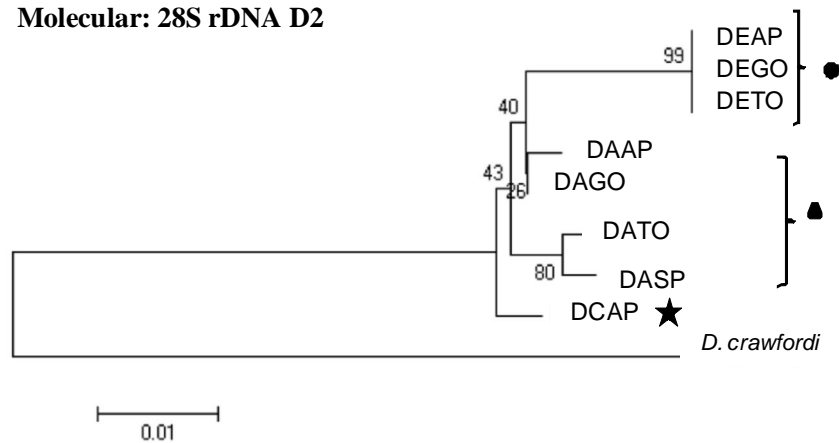 Molecular: 28S rDNA D2
99
DEAP
DEGO
DETO
40
DAAP
43
26
DAGO
DATO
80
DASP
DCAP
D. crawfordi
0.01